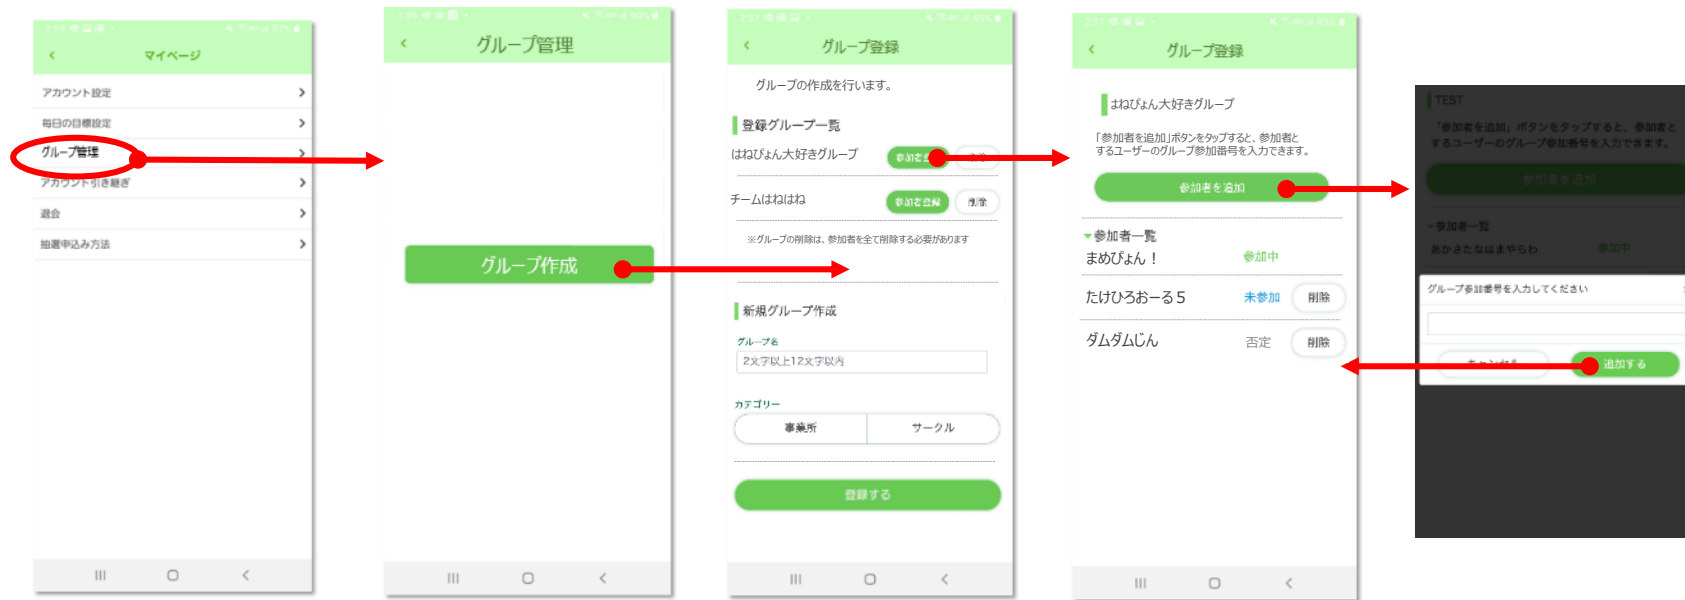 マイページ
アカウント設定
毎日の目標設定
グループ管理
アカウント引き継ぎ
退会
抽選申込み方法
グループ管理
グループ作成
グループ登録
グループの作成を行います。
登録グループ一覧
はねぴょん大好きグループ
チームはねはね
参加者登録 削除
※グループの削除は、参加者を全て削除する必要があります
新規グループ作成
グループ名
2文字以上12文字以内
カテゴリー
事業所 サークル
登録する
グループ登録
はねぴょん大好きグループ
「参加者を追加」ボタンをタップすると、参加者と
するユーザーのグループ参加番号を入力できます。
参加者を追加
参加者一覧
まめぴょん！ 参加中
たけひろおーる５ 未参加 削除
ダムダムじん 否定 削除
TEST
「参加者を追加」ボタンをタップすると、参加者と
するユーザーのグループ参加番号を入力できます。
参加者を追加
参加者一覧
あかさたなはまやらわ 参加中
グループ参加番号を入力してください
追加する